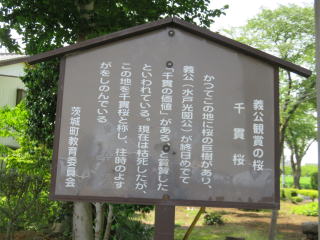 義公観賞の桜
千貫桜
かつてこの地に桜の巨樹があり、
義公(水戸光圀公)が終日めでて
「千貫の価値」があると賞賛した
といわれている。現在は枯死したが、
この地を千貫桜と称し、往時のよす
がをしのんでいる。
茨城町教育委員会